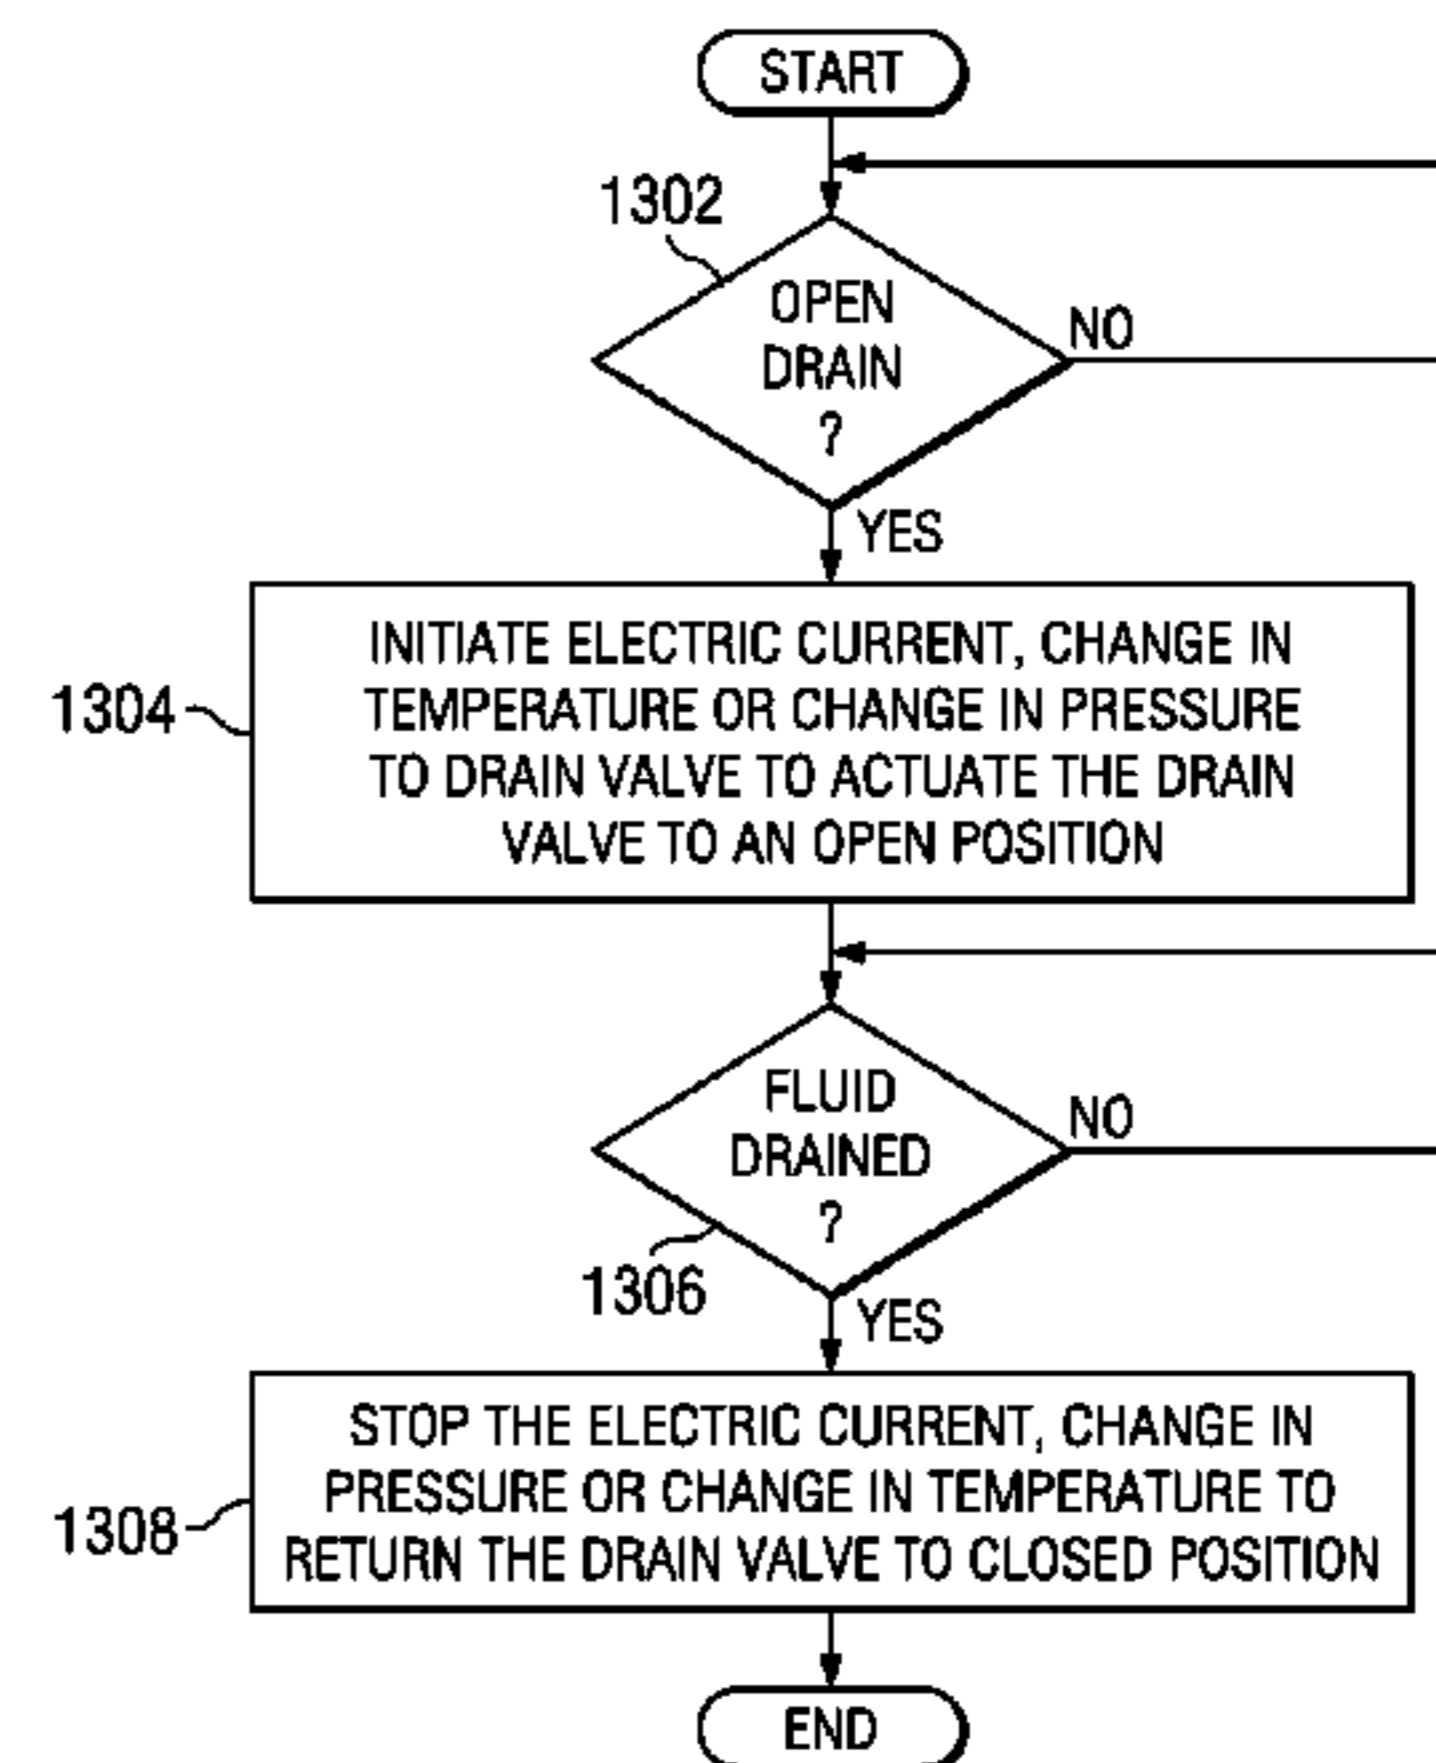 START
1302
OPEN
DRAIN
?
NO
YES
1304
INITIATE ELECTRIC CURRENT, CHANGE IN
TEMPERATURE OR CHANGE IN PRESSURE
TO DRAIN VALVE TO ACTUATE THE DRAIN
VALVE TO AN OPEN POSITION
FLUID
DRAINED
?
NO
1306
YES
1308
STOP THE ELECTRIC CURRENT, CHANGE IN
PRESSURE OR CHANGE IN TEMPERATURE TO
RETURN THE DRAIN VALVE TO CLOSED POSITION
END